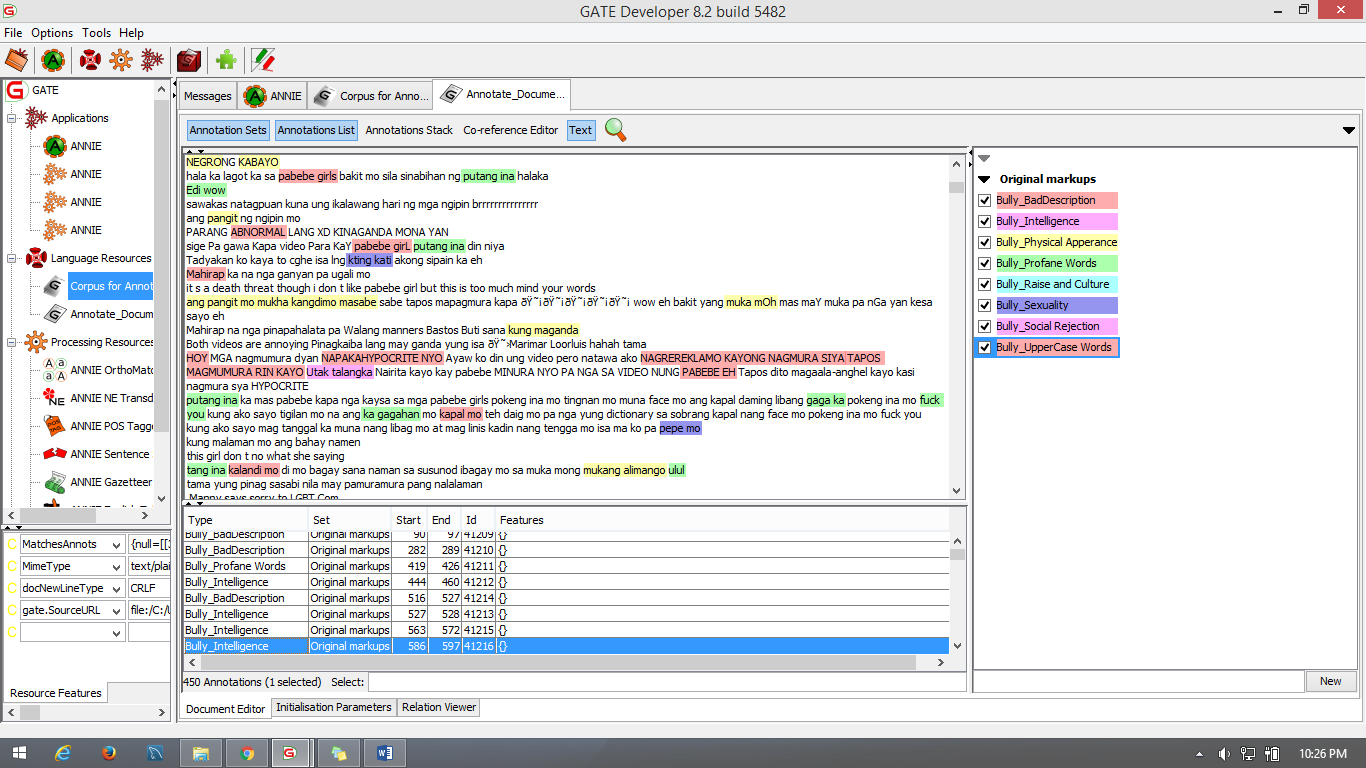 GATE Developer 8.2 build 5482
File Options Tools Help
GATE
Applications
ANNIE
ANNIE
ANNIE
ANNIE
Language Resources
Corpus for Annot
Annotate_Docum
Processing Resources
ANNIE OrthoMatc
ANNIE NE Transd
ANNIE POS Tagge
ANNIE Sentence
ANNIE Gazetteer
MatchesAnnots {null=[[3
MimeType text/plai
docNewLineType CRLF
gate.SourceURL file:/C:/U
Resource Features
Messages ANNIE Corpus for Anno... Annotate_Docume...
Annotation Sets Annotations List Annotations Stack Co-reference Editor Text
NEGRONG KABAYO
hala ka lagot ka sa pabebe girls bakit mo sila sinabihan ng putang ina halaka
Edi wow
sawakas natagpuan kuna ung ikalawang hari ng mga ngipin brrrrrrrrrrrrrrr
ang pangit ng ngipin mo
PARANG ABNORMAL LANG XD KINAGANDA MONA YAN
sige Pa gawa Kapa video Para KaY pabebe girL putang ina din niya
Tadyakan ko kaya to cghe isa lng kting kati akong sipain ka eh
Mahirap ka na nga ganyan pa ugali mo
it s a death threat though i don t like pabebe girl but this is too much mind your words
ang pangit mo mukha kangdimo masabe sabe tapos mapagmura kapa ðŸ˜¡ðŸ˜¡ðŸ˜¡ðŸ˜¡ðŸ˜¡ wow eh bakit yang muka mOh mas maY muka pa nGa yan kesa
sayo eh
Mahirap na nga pinapahalata pa Walang manners Bastos Buti sana kung maganda
Both videos are annoying Pinagkaiba lang may ganda yung isa ðŸ˜›Marimar Loorluis hahah tama
HOY MGA nagmumura dyan NAPAKAHYPOCRITE NYO Ayaw ko din ung video pero natawa ako NAGREREKLAMO KAYONG NAGMURA SIYA TAPOS
MAGMUMURA RIN KAYO Utak talangka Nairita kayo kay pabebe MINURA NYO PA NGA SA VIDEO NUNG PABEBE EH Tapos dito magaala-anghel kayo kasi
nagmura sya HYPOCRITE
putang ina ka mas pabebe kapa nga kaysa sa mga pabebe girls pokeng ina mo tingnan mo muna face mo ang kapal daming libang gaga ka pokeng ina mo fuck
you kung ako sayo tigilan mo na ang ka gagahan mo kapal mo teh daig mo pa nga yung dictionary sa sobrang kapal nang face mo pokeng ina mo fuck you
kung ako sayo mag tanggal ka muna nang libag mo at mag linis kadin nang tengga mo isa ma ko pa pepe mo
kung malaman mo ang bahay namen
this girl don t no what she saying
tang ina kalandi mo di mo bagay sana naman sa susunod ibagay mo sa muka mong mukang alimango ulul
tama yung pinag sasabi nila may pamuramura pang nalalaman
Manny says sorry to LGBT Com
Original markups
Bully_BadDescription
Bully_Intelligence
Bully_Physical Apperance
Bully_Profane Words
Bully_Raise and Culture
Bully_Sexuality
Bully_Social Rejection
Bully_UpperCase Words
Type Set Start End Id Features
Bully_BadDescription Original markups 90 97 41209 {}
Bully_BadDescription Original markups 282 289 41210 {}
Bully_Profane Words Original markups 419 426 41211 {}
Bully_Intelligence Original markups 444 460 41212 {}
Bully_BadDescription Original markups 516 527 41214 {}
Bully_Intelligence Original markups 527 528 41213 {}
Bully_Intelligence Original markups 563 572 41215 {}
Bully_Intelligence Original markups 586 597 41216 {}
450 Annotations (1 selected) Select:
New
Document Editor Initialisation Parameters Relation Viewer
10:26 PM